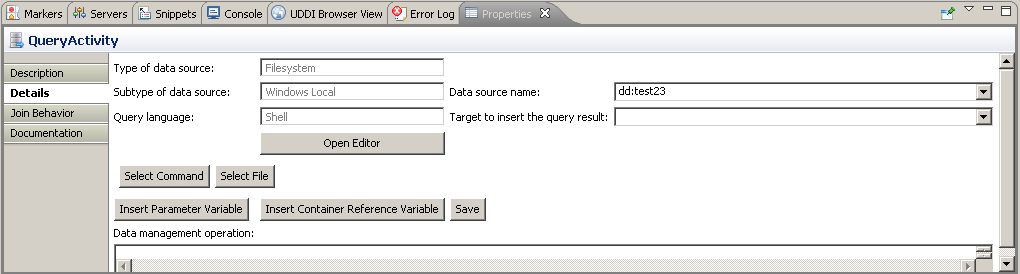 Markers Servers Snippets Console UDDI Browser View Error Log Properties
QueryActivity
Description
Details
Join Behavior
Documentation
Type of data source: Filesystem
Subtype of data source: Windows Local Data source name: dd:test23
Query language: Shell Target to insert the query result:
Open Editor
Select Command Select File
Insert Parameter Variable Insert Container Reference Variable Save
Data management operation: